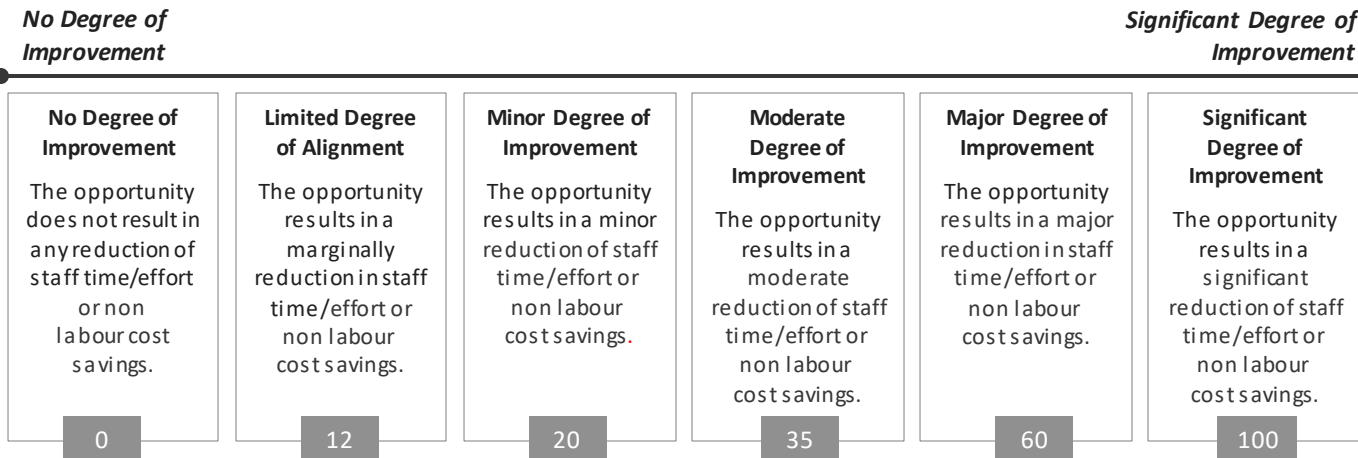 No Degree of
Improvement
Significant Degree of
Improvement
No Degree of
Improvement
The opportunity
does not result in
any reduction of
staff time/effort
or non
labour cost
savings.
0
Limited Degree
of Alignment
The opportunity
results in a
marginally
reduction in staff
time/effort or
non labour
cost savings.
12
Minor Degree of
Improvement
The opportunity
results in a minor
reduction of staff
time/effort or
non labour
cost savings.
20
Moderate
Degree of
Improvement
The opportunity
results in a
moderate
reduction of staff
time/effort or
non labour
cost savings.
35
Major Degree of
Improvement
The opportunity
results in a major
reduction in staff
time/effort or
non labour
cost savings.
60
Significant
Degree of
Improvement
The opportunity
results in a
significant
reduction of staff
time/effort or
non labour
cost savings.
100